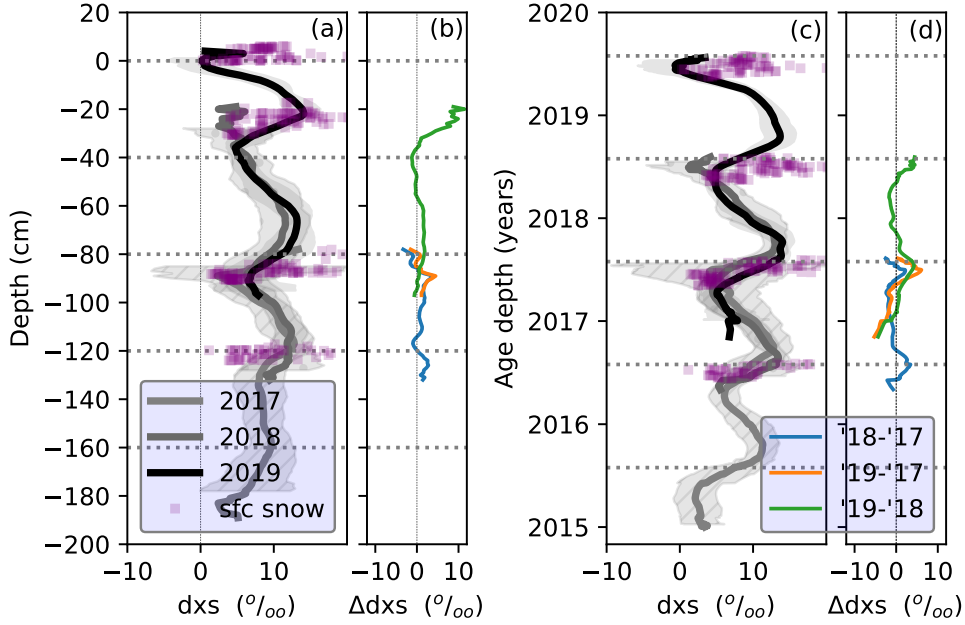 (a)
(b)
(c)
(d)
0
−20
−40
−60
−80
−100
−120
−140
−160
−180
−200
Depth (cm)
2017
2018
2019
sfc snow
−10 0 10
dxs (o/oo)
−10 0 10
Δdxs (o/oo)
2020
2019
2018
2017
2016
2015
Age depth (years)
'18-'17
'19-'17
'19-'18
−10 0 10
dxs (o/oo)
−10 0 10
Δdxs (o/oo)